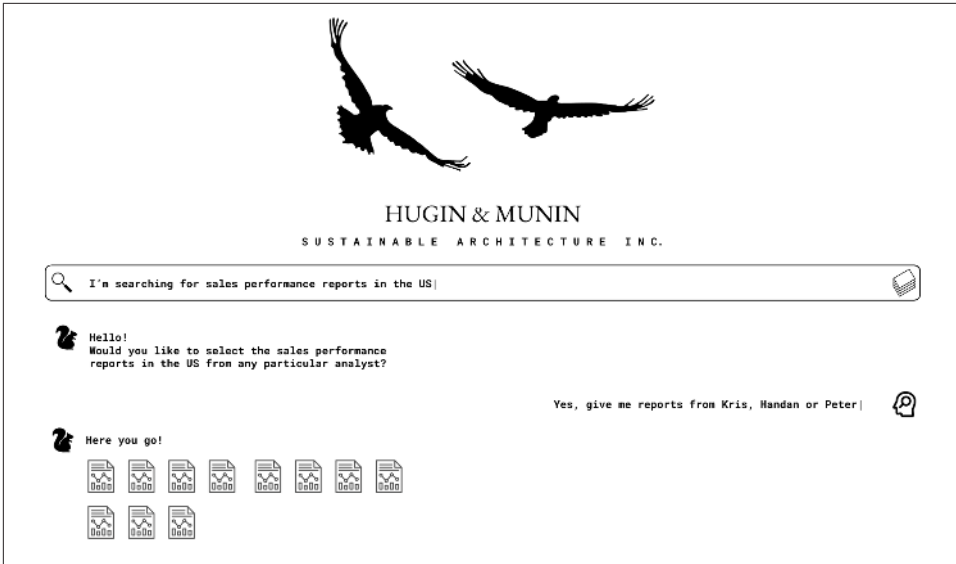 HUGIN & MUNIN
SUSTAINABLE ARCHITECTURE INC.
I'm searching for sales performance reports in the US|
Hello!
Would you like to select the sales performance
reports in the US from any particular analyst?
Yes, give me reports from Kris, Handan or Peter|
Here you go!